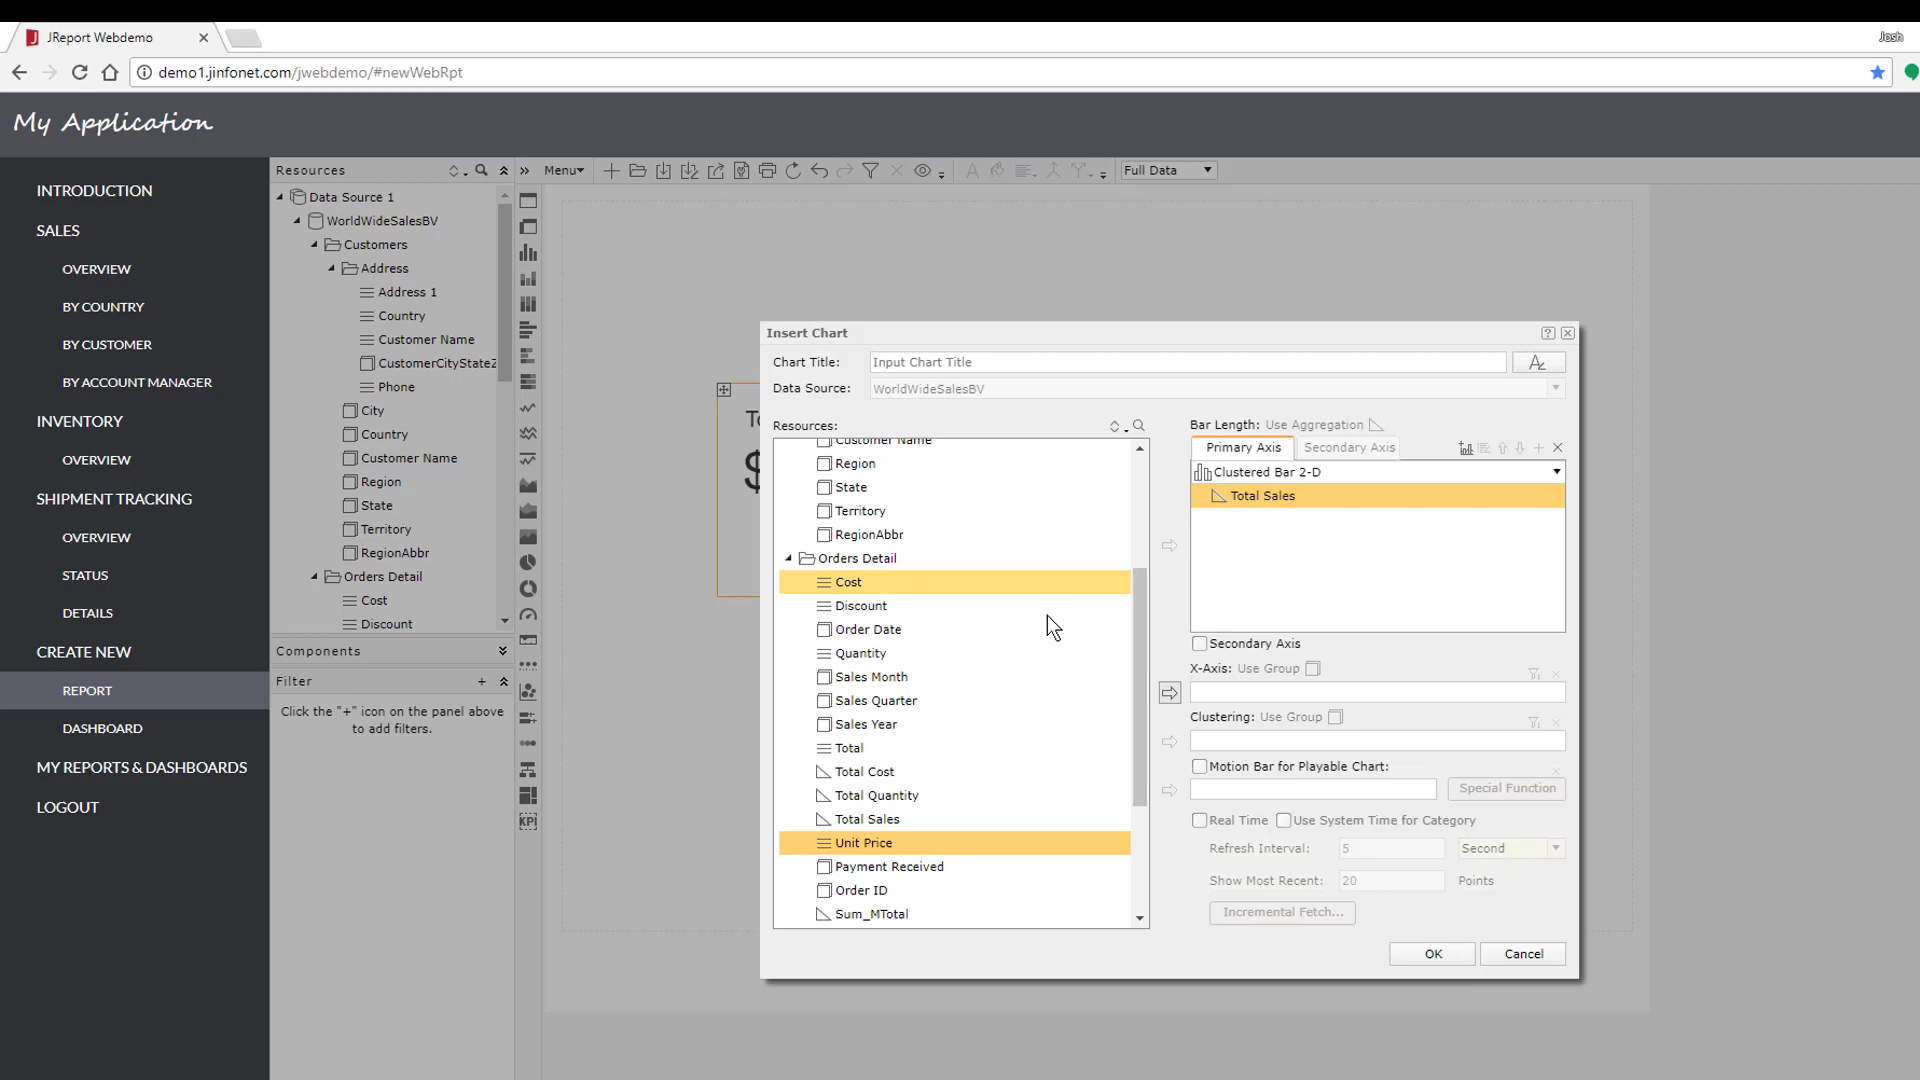 JReport Webdemo
Josh
demo1.jinfonet.com/jwebdemo/#newWebRpt
My Application
INTRODUCTION
SALES
OVERVIEW
BY COUNTRY
BY CUSTOMER
BY ACCOUNT MANAGER
INVENTORY
OVERVIEW
SHIPMENT TRACKING
OVERVIEW
STATUS
DETAILS
CREATE NEW
REPORT
DASHBOARD
MY REPORTS & DASHBOARDS
LOGOUT
Resources
Data Source 1
WorldWideSalesBV
Customers
Address
Address 1
Country
Customer Name
CustomerCityStateZ
Phone
City
Country
Customer Name
Region
State
Territory
RegionAbbr
Orders Detail
Cost
Discount
Components
Filter
Click the "+" icon on the panel above
to add filters.
Menu
Full Data
KPI
$
Insert Chart
Chart Title: Input Chart Title
Data Source: WorldWideSalesBV
Resources:
Customer Name
Region
State
Territory
RegionAbbr
Orders Detail
Cost
Discount
Order Date
Quantity
Sales Month
Sales Quarter
Sales Year
Total
Total Cost
Total Quantity
Total Sales
Unit Price
Payment Received
Order ID
Sum_MTotal
Bar Length: Use Aggregation
Primary Axis Secondary Axis
Clustered Bar 2-D
Total Sales
Secondary Axis
X-Axis: Use Group
Clustering: Use Group
Motion Bar for Playable Chart:
Special Function
Real Time Use System Time for Category
Refresh Interval: 5 Second
Show Most Recent: 20 Points
Incremental Fetch...
OK Cancel